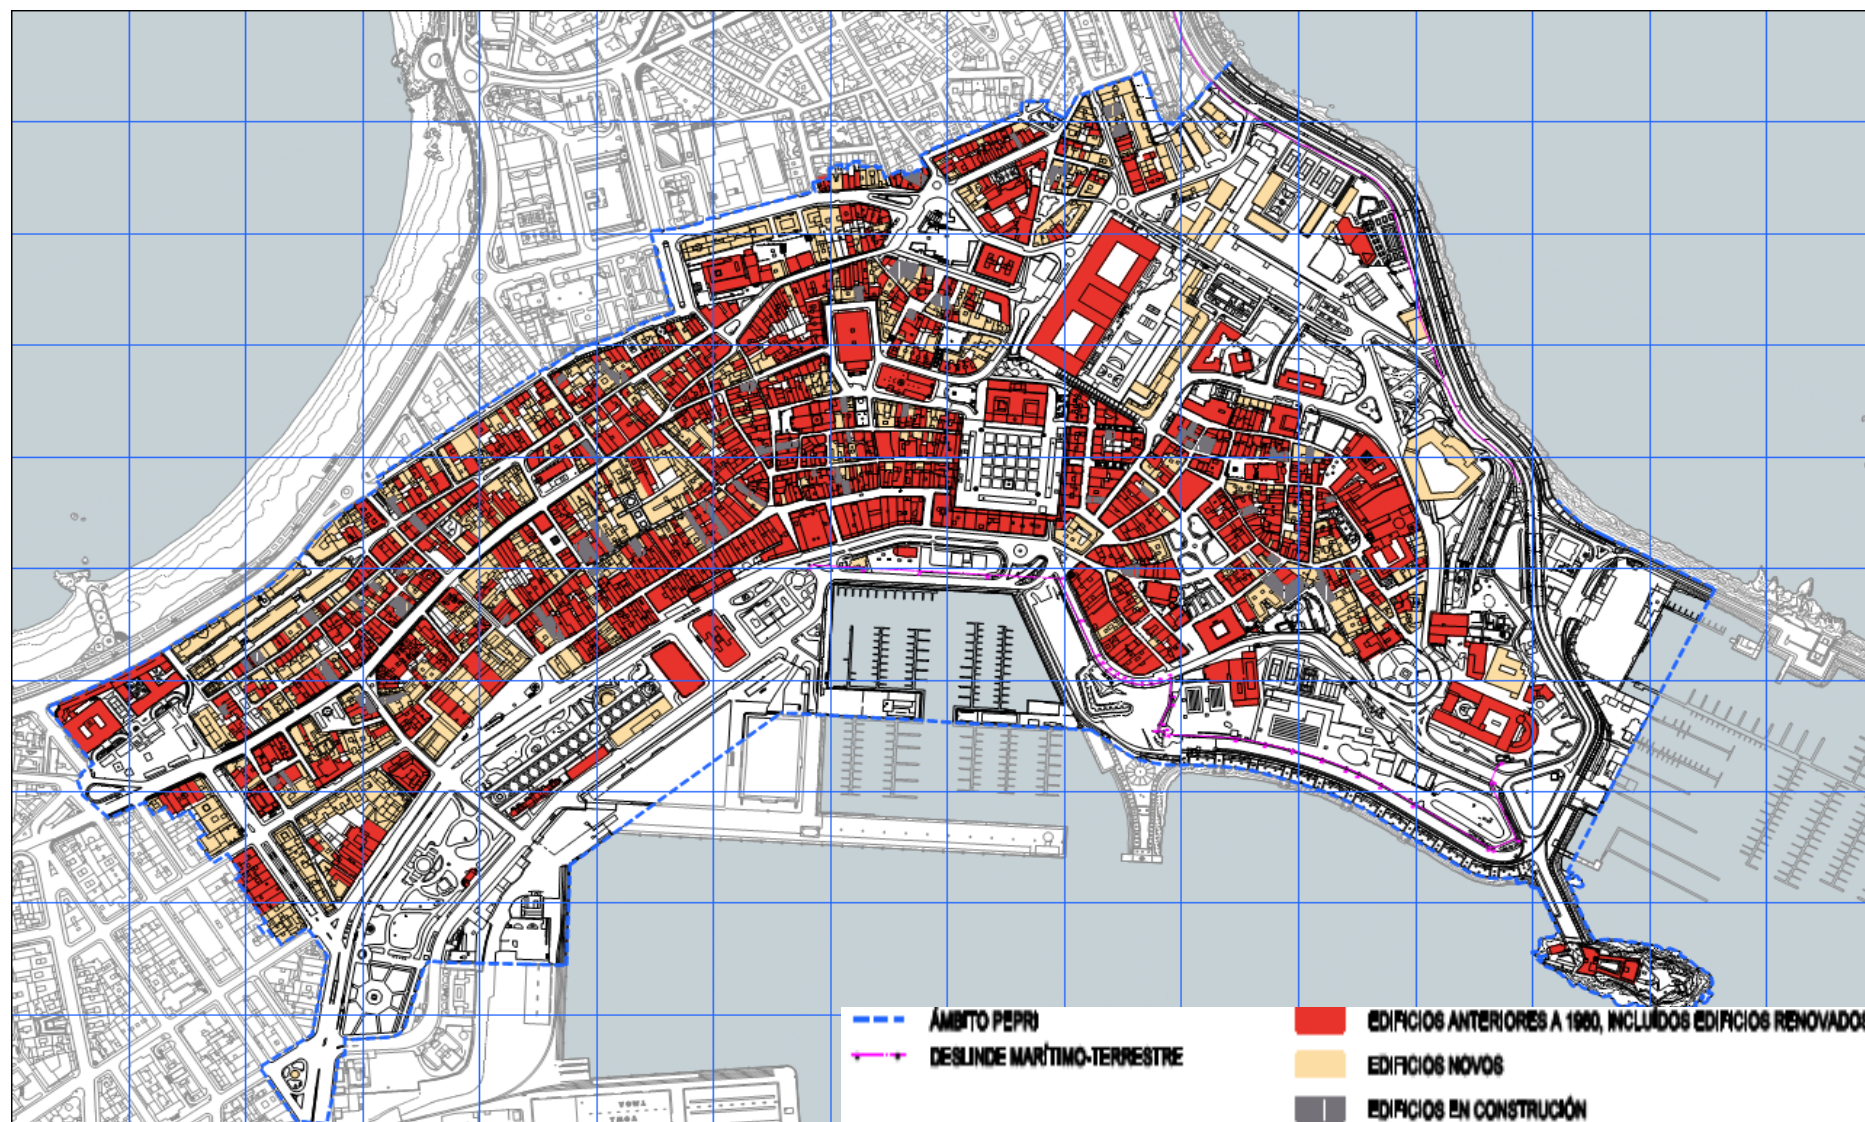 ÁMBITO PEPRI
DESLINDE MARÍTIMO-TERRESTRE
EDIFICIOS ANTERIORES A 1960, INCLUÍDOS EDIFICIOS RENOVADOS
EDIFICIOS NOVOS
EDIFICIOS EN CONSTRUCIÓN